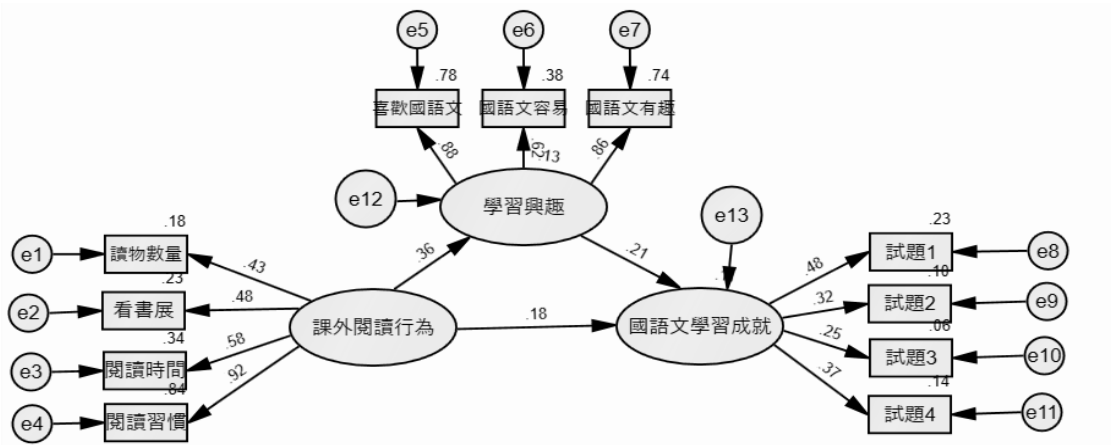 e5
e6
e7
.78
.38
.74
喜歡國語文
國語文容易
國語文有趣
.88
.62
.13
.86
e12
學習興趣
e13
.18
.23
e1
讀物數量
.43
.36
.21
.48
試題1
e8
.23
.10
e2
看書展
.48
課外閱讀行為
.18
國語文學習成就
.32
試題2
e9
.34
.06
e3
閱讀時間
.58
.25
試題3
e10
.84
.14
e4
閱讀習慣
.92
.37
試題4
e11